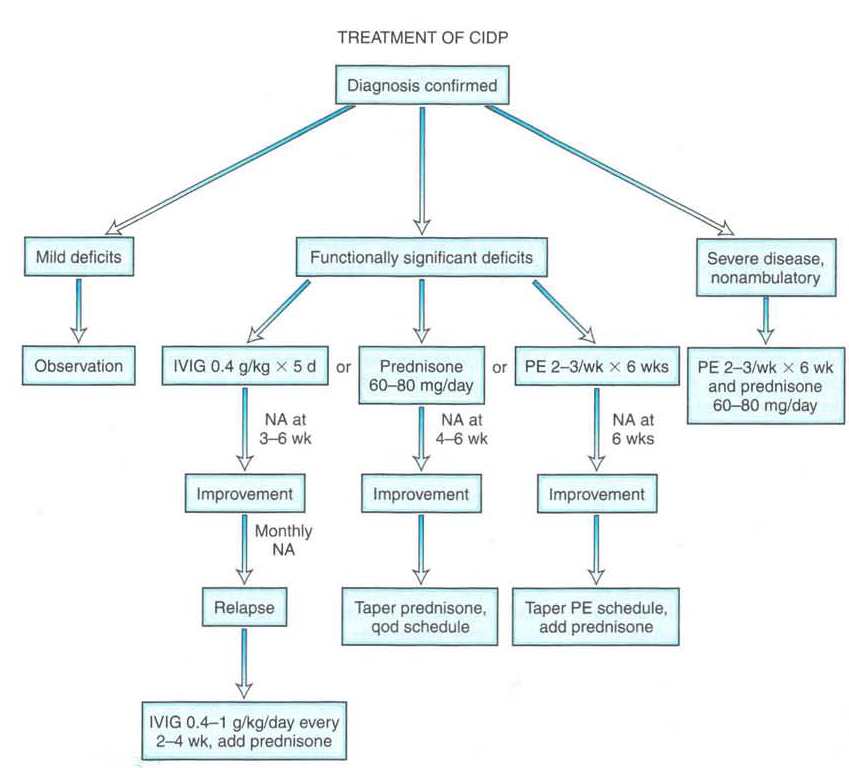 TREATMENT OF CIDP
Diagnosis confirmed
Mild deficits
Functionally significant deficits
Severe disease,
nonambulatory
Observation
IVIG 0.4 g/kg × 5 d
or
Prednisone
60–80 mg/day
or
PE 2–3/wk × 6 wks
PE 2–3/wk × 6 wk
and prednisone
60–80 mg/day
NA at
3–6 wk
NA at
4–6 wk
NA at
6 wks
Improvement
Improvement
Improvement
Monthly
NA
Relapse
Taper prednisone,
qod schedule
Taper PE schedule,
add prednisone
IVIG 0.4–1 g/kg/day every
2–4 wk, add prednisone